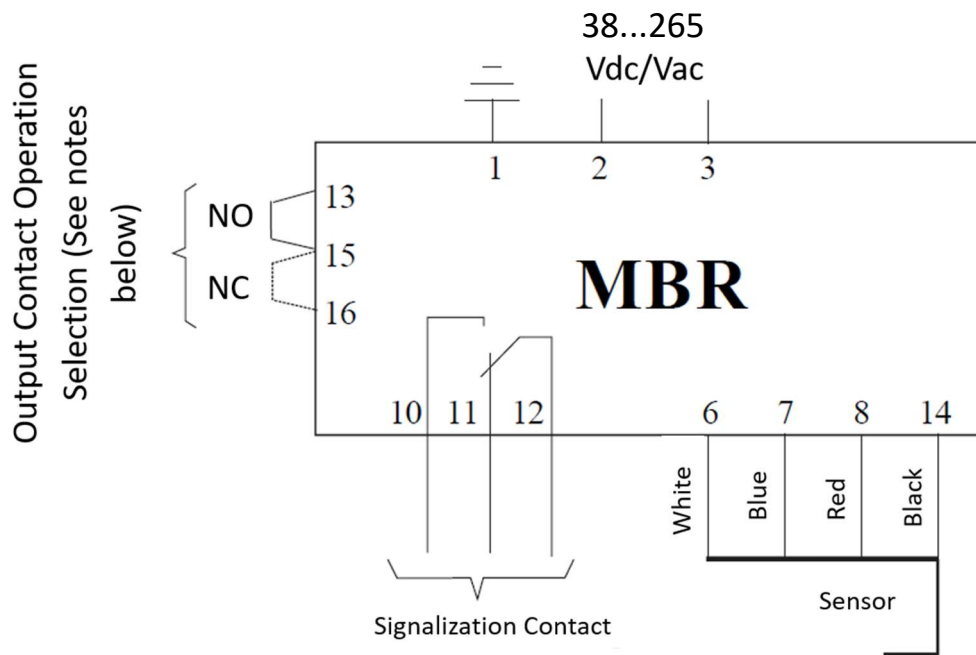 38...265
Vdc/Vac
Output Contact Operation
Selection (See notes
below)
1 2 3
NO
13
15
NC
16
MBR
10 11 12
6 7 8 14
White
Blue
Red
Black
Sensor
Signalization Contact